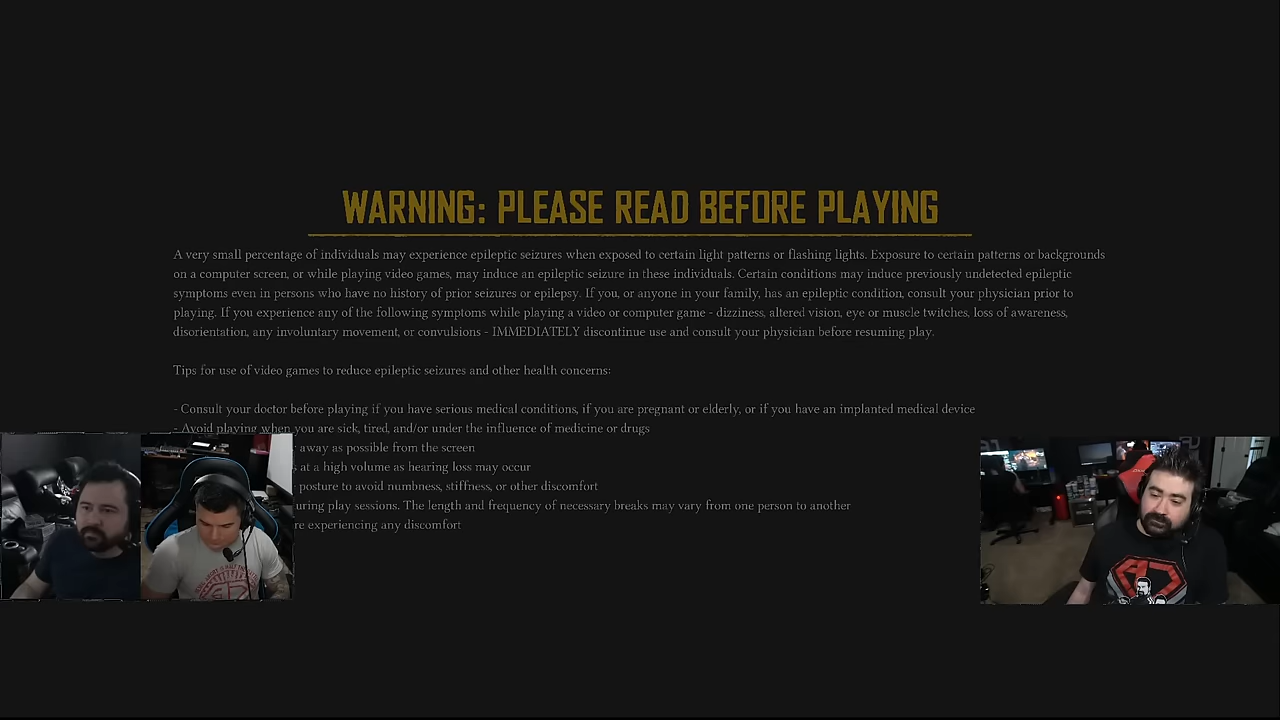 WARNING: PLEASE READ BEFORE PLAYING
A very small percentage of individuals may experience epileptic seizures when exposed to certain light patterns or flashing lights. Exposure to certain patterns or backgrounds
on a computer screen, or while playing video games, may induce an epileptic seizure in these individuals. Certain conditions may induce previously undetected epileptic
symptoms even in persons who have no history of prior seizures or epilepsy. If you, or anyone in your family, has an epileptic condition, consult your physician prior to
playing. If you experience any of the following symptoms while playing a video or computer game - dizziness, altered vision, eye or muscle twitches, loss of awareness,
disorientation, any involuntary movement, or convulsions - IMMEDIATELY discontinue use and consult your physician before resuming play.
Tips for use of video games to reduce epileptic seizures and other health concerns:
- Consult your doctor before playing if you have serious medical conditions, if you are pregnant or elderly, or if you have an implanted medical device
- Avoid playing when you are sick, tired, and/or under the influence of medicine or drugs
away as possible from the screen
at a high volume as hearing loss may occur
posture to avoid numbness, stiffness, or other discomfort
uring play sessions. The length and frequency of necessary breaks may vary from one person to another
re experiencing any discomfort